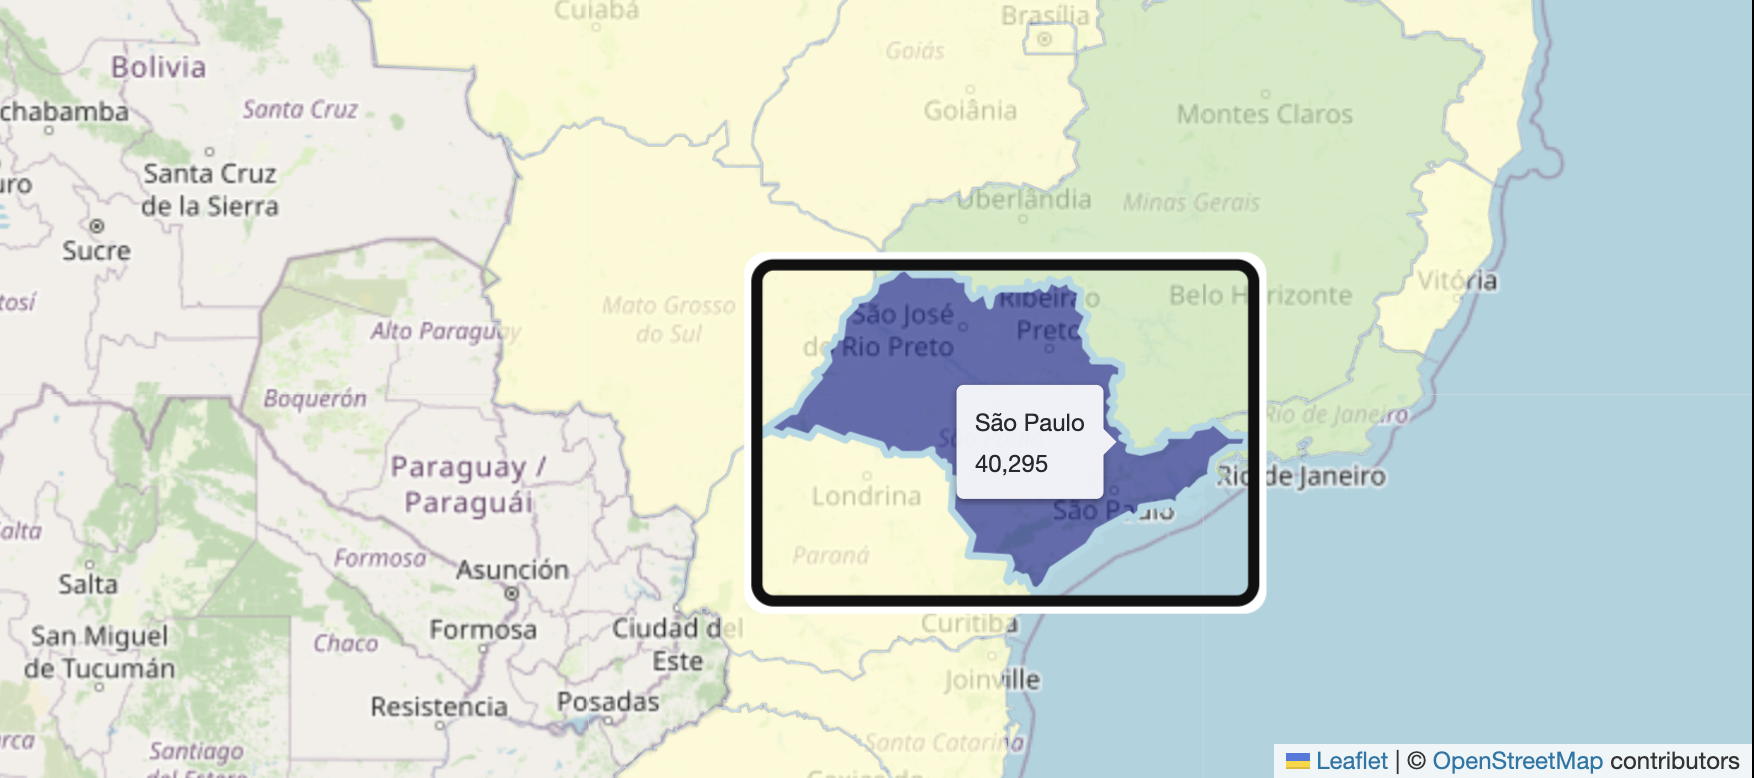 Cuiabá
Brasília
Goiás
Bolivia
Santa Cruz
Goiânia
Montes Claros
chabamba
Santa Cruz
de la Sierra
uro
Uberlândia
Minas Gerais
Sucre
Vitória
Belo Horizonte
tosí
Mato Grosso
do Sul
São José
do Rio Preto
Ribeirão
Preto
Alto Paraguay
Boquerón
Rio de Janeiro
São Paulo
40,295
Paraguay /
Paraguái
Londrina
Rio de Janeiro
São Paulo
alta
Formosa
Paraná
Asunción
Salta
Formosa
Ciudad del
Este
Curitiba
San Miguel
de Tucumán
Chaco
Joinville
Resistencia
Posadas
rca
Santiago
del Estero
Santa Catarina
Caxias do
Leaflet | © OpenStreetMap contributors